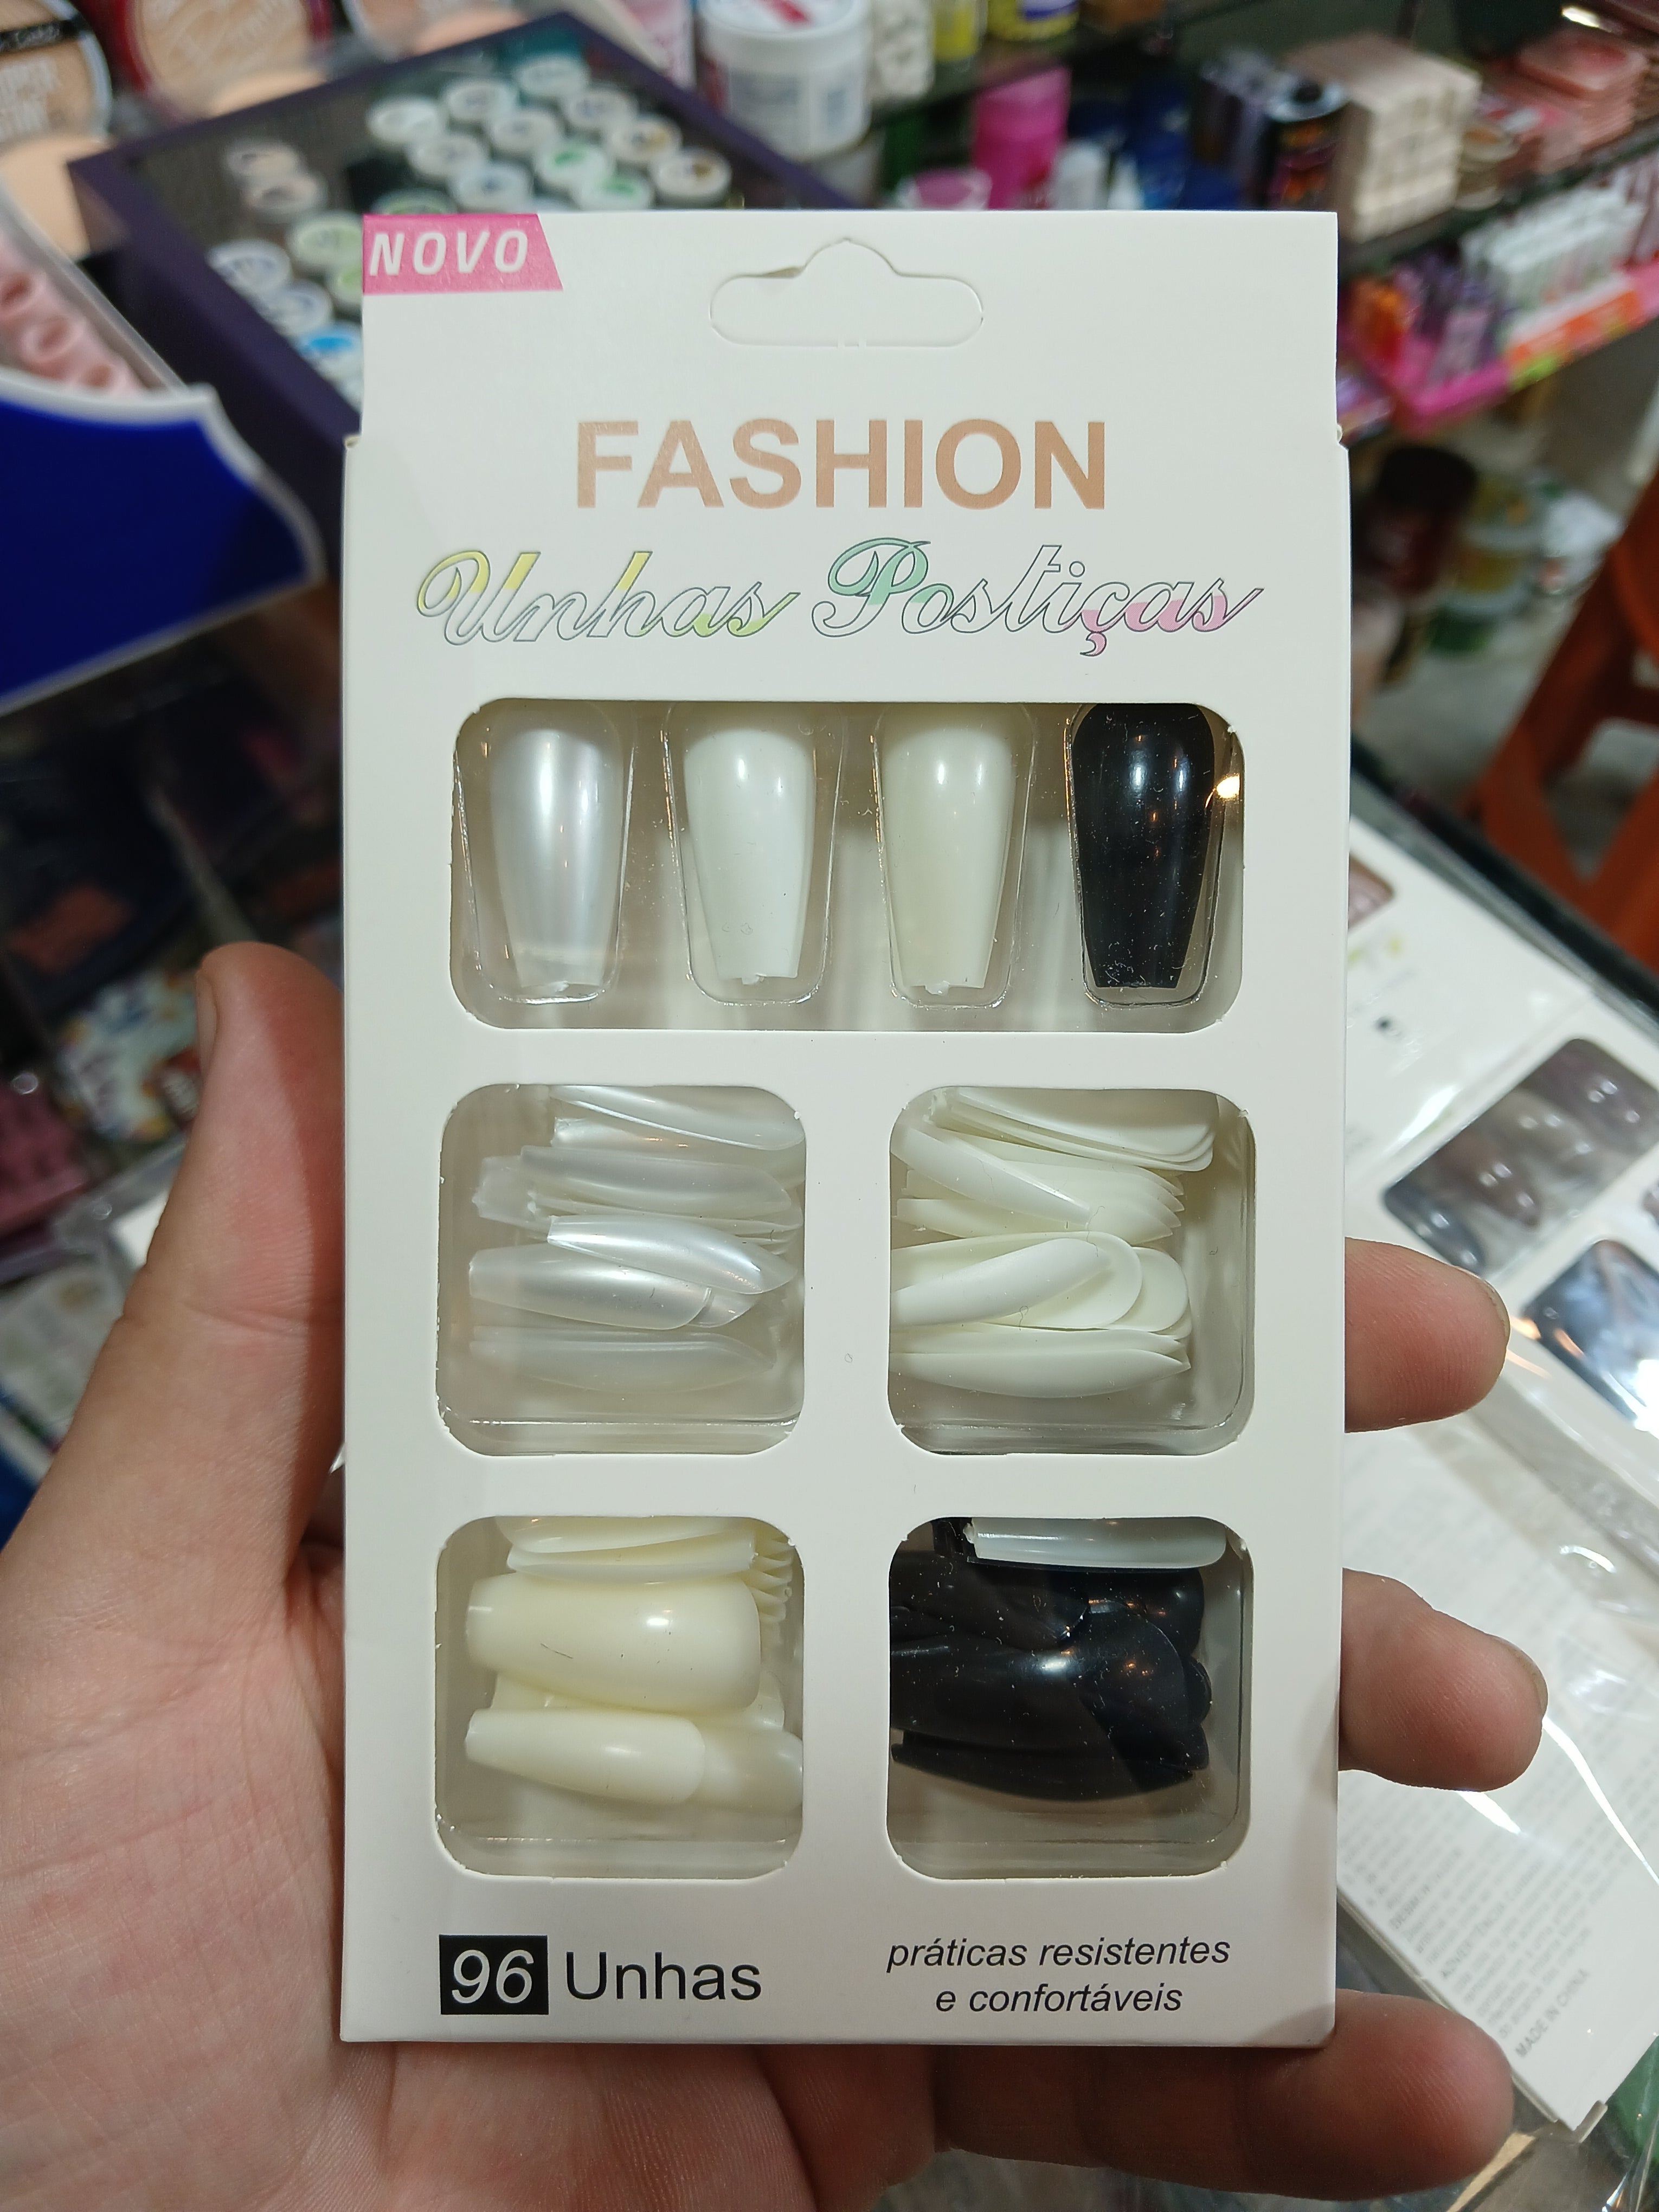 NOVO
FASHION
Unhas Postiças
96 Unhas
práticas resistentes
e confortáveis
MADE IN CHINA